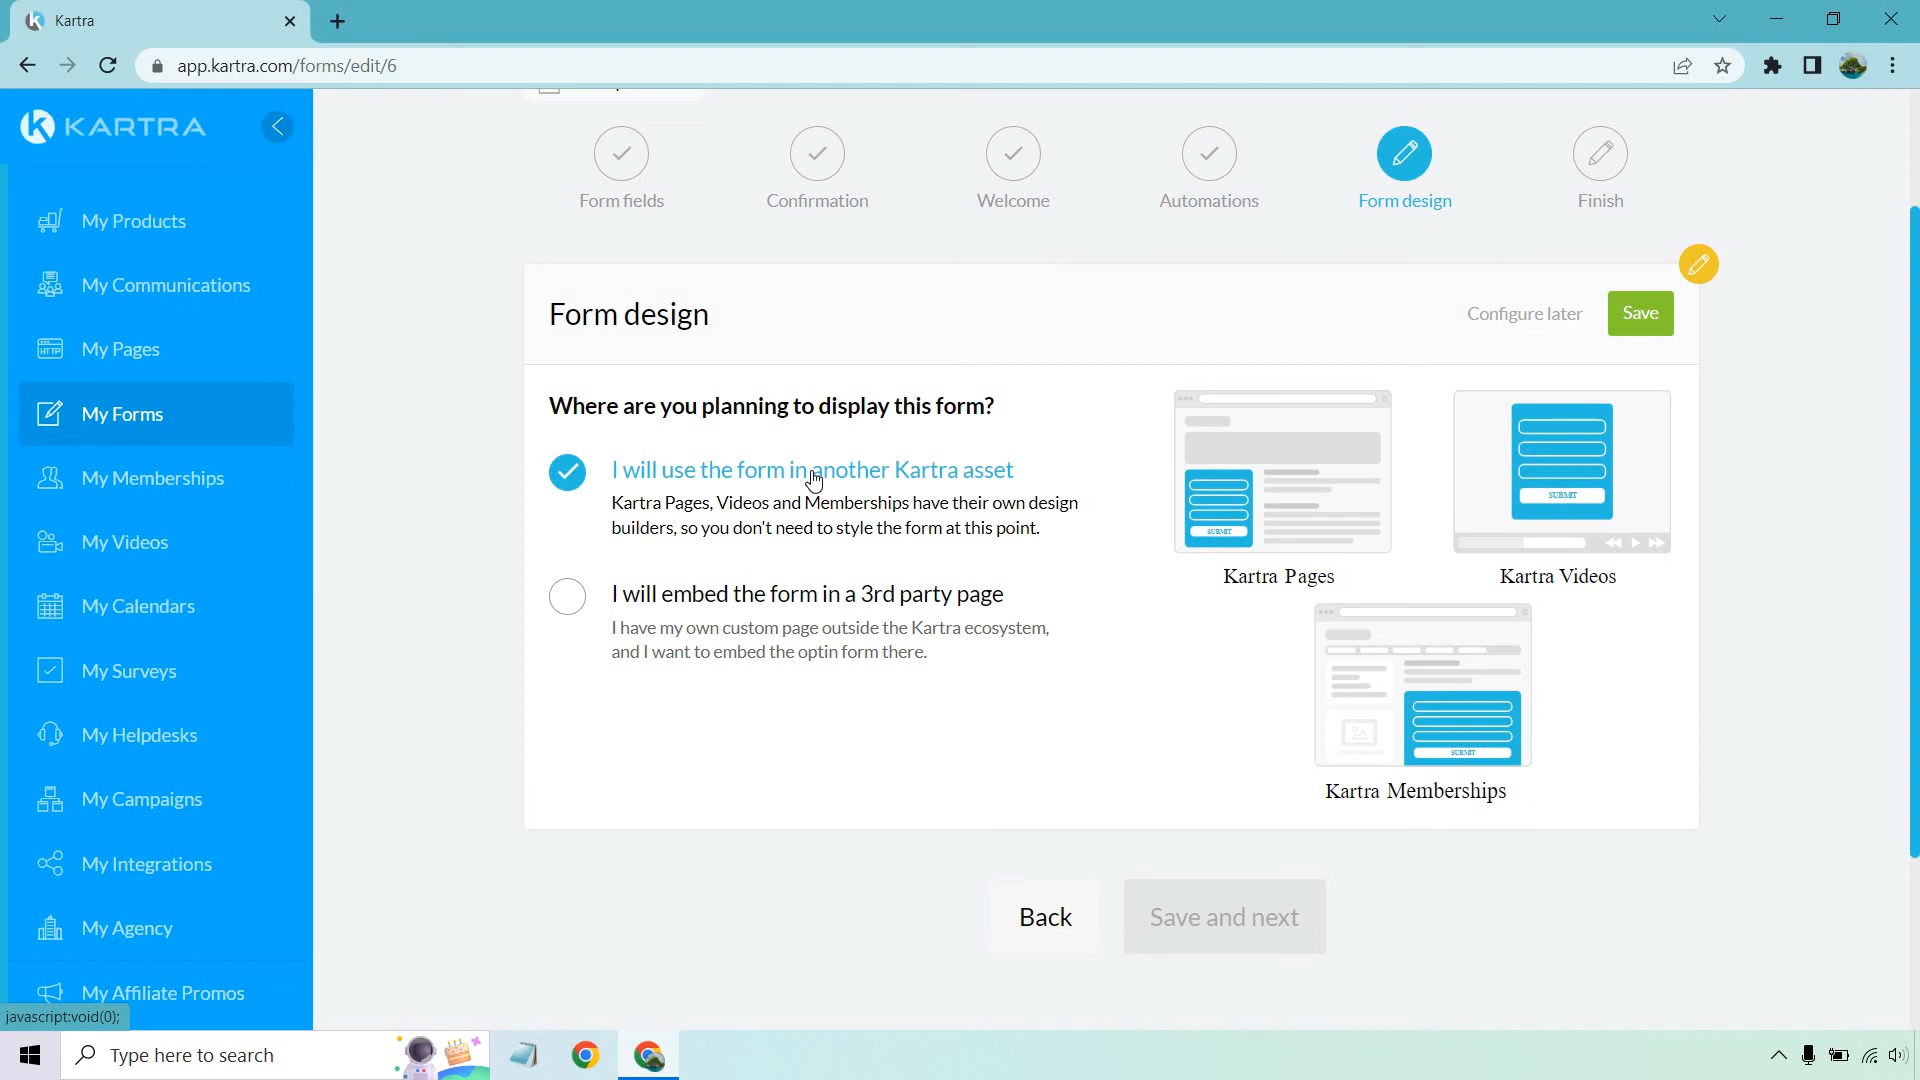 Kartra
app.kartra.com/forms/edit/6
KARTRA
My Products
My Communications
HTTP
My Pages
My Forms
My Memberships
My Videos
My Calendars
My Surveys
My Helpdesks
My Campaigns
My Integrations
My Agency
My Affiliate Promos
javascript:void(0);
Form fields
Confirmation
Welcome
Automations
Form design
Finish
Form design
Configure later
Save
Where are you planning to display this form?
I will use the form in another Kartra asset
Kartra Pages, Videos and Memberships have their own design
builders, so you don't need to style the form at this point.
I will embed the form in a 3rd party page
I have my own custom page outside the Kartra ecosystem,
and I want to embed the optin form there.
SUBMIT
Kartra Pages
SUBMIT
Kartra Videos
SUBMIT
Kartra Memberships
Back
Save and next
Type here to search